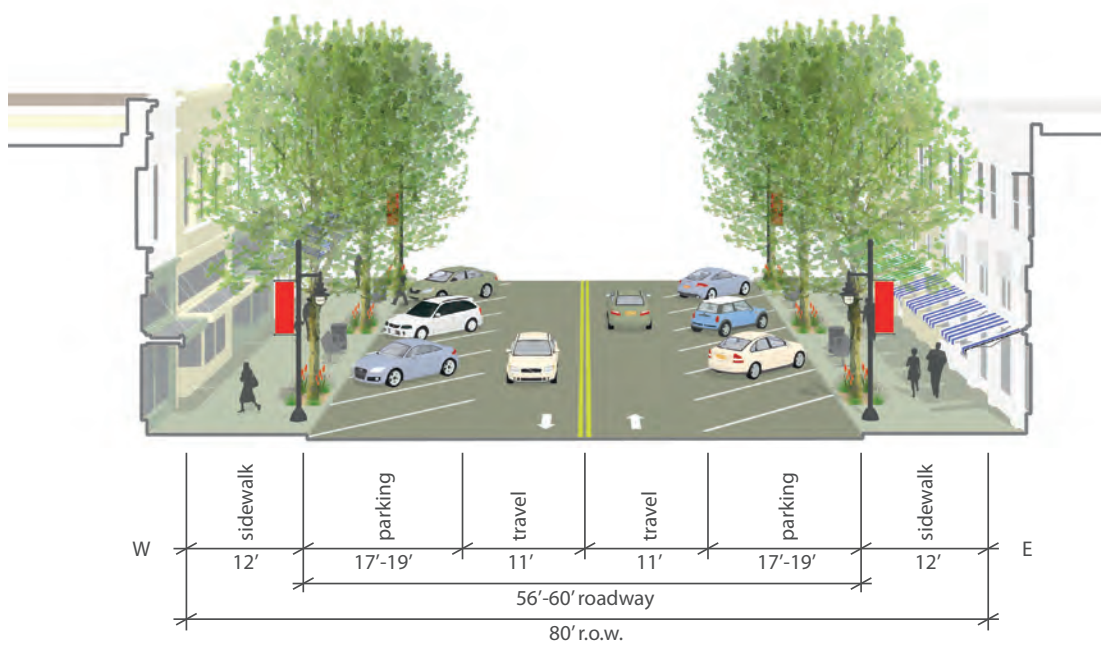 sidewalk
parking
travel
travel
parking
sidewalk
W
E
12’
17’-19’
11’
11’
17’-19’
12’
56’-60’ roadway
80’ r.o.w.